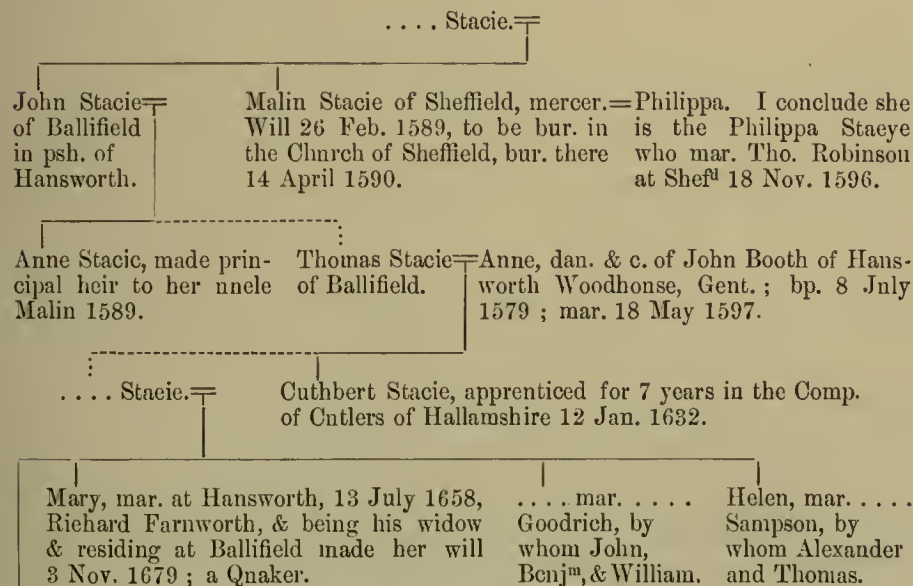 . . . . Stacie.
John Stacie
of Ballifield
in psh. of
Hansworth.
Malin Stacie of Sheffield, mercer.=
Will 26 Feb. 1589, to be bur. in
the Church of Sheffield, bur. there
14 April 1590.
Philippa. I conclude she
is the Philippa Staeye
who mar. Tho. Robinson
at Shefᵈ 18 Nov. 1596.
Anne Stacie, made prin-
cipal heir to her uncle
Malin 1589.
Thomas Stacie
of Ballifield.
Anne, dau. & c. of John Booth of Hans-
worth Woodhouse, Gent. ; bp. 8 July
1579 ; mar. 18 May 1597.
. . . . Stacie.
Cuthbert Stacie, apprenticed for 7 years in the Comp.
of Cutlers of Hallamshire 12 Jan. 1632.
Mary, mar. at Hansworth, 13 July 1658,
Richard Farnworth, & being his widow
& residing at Ballifield made her will
3 Nov. 1679 ; a Quaker.
. . . . mar. . . . .
Goodrich, by
whom John,
Benjᵐ, & William.
Helen, mar. . . . .
Sampson, by
whom Alexander
and Thomas.